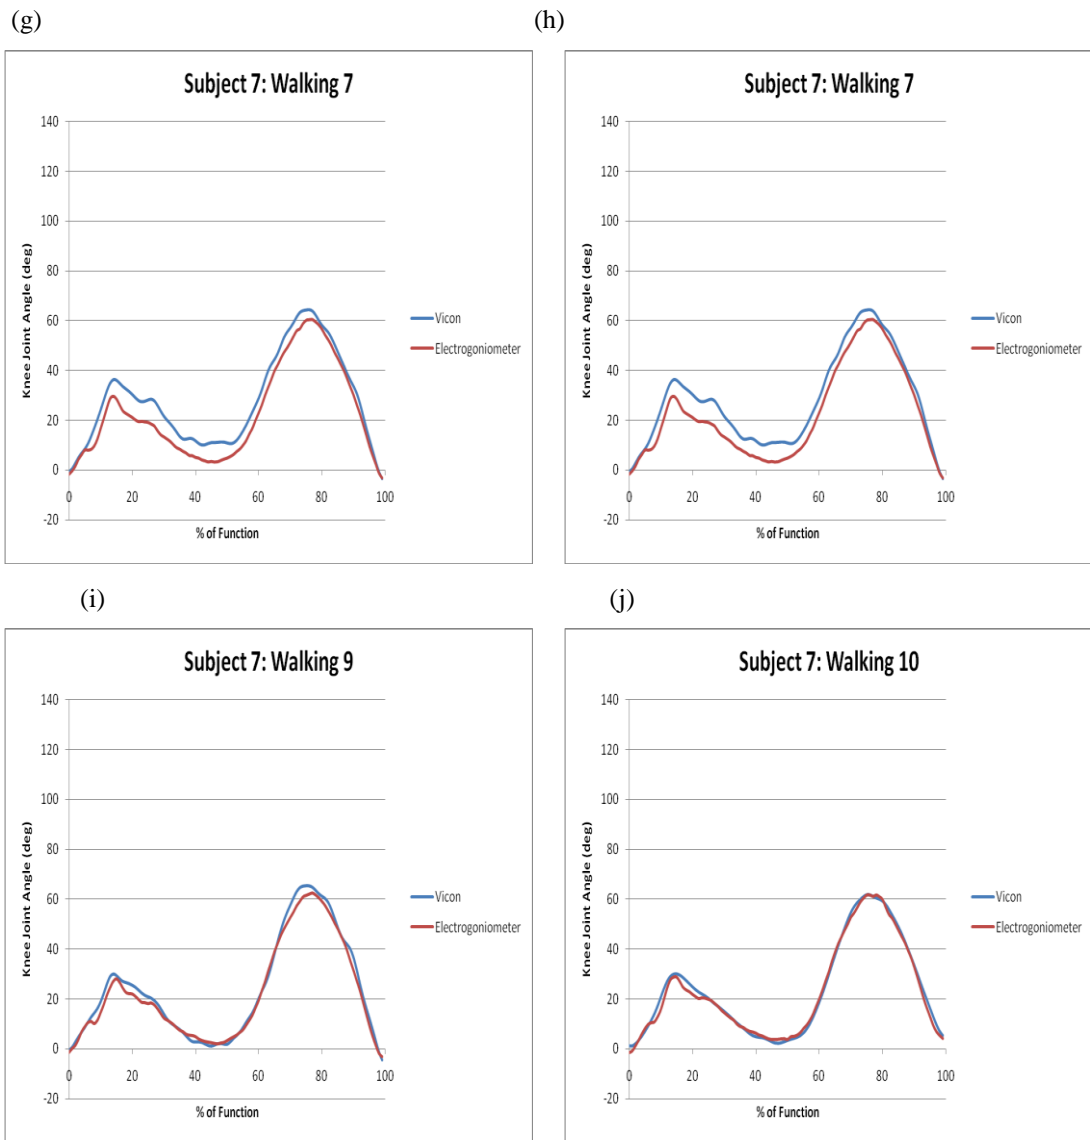 (g)
(h)
Subject 7: Walking 7
140
120
100
80
60
40
20
0
-20
0 20 40 60 80 100
Knee Joint Angle (deg)
% of Function
Vicon
Electrogoniometer
Subject 7: Walking 7
140
120
100
80
60
40
20
0
-20
0 20 40 60 80 100
Knee Joint Angle (deg)
% of Function
Vicon
Electrogoniometer
(i)
(j)
Subject 7: Walking 9
140
120
100
80
60
40
20
0
-20
0 20 40 60 80 100
Knee Joint Angle (deg)
% of Function
Vicon
Electrogoniometer
Subject 7: Walking 10
140
120
100
80
60
40
20
0
-20
0 20 40 60 80 100
Knee Joint Angle (deg)
% of Function
Vicon
Electrogoniometer